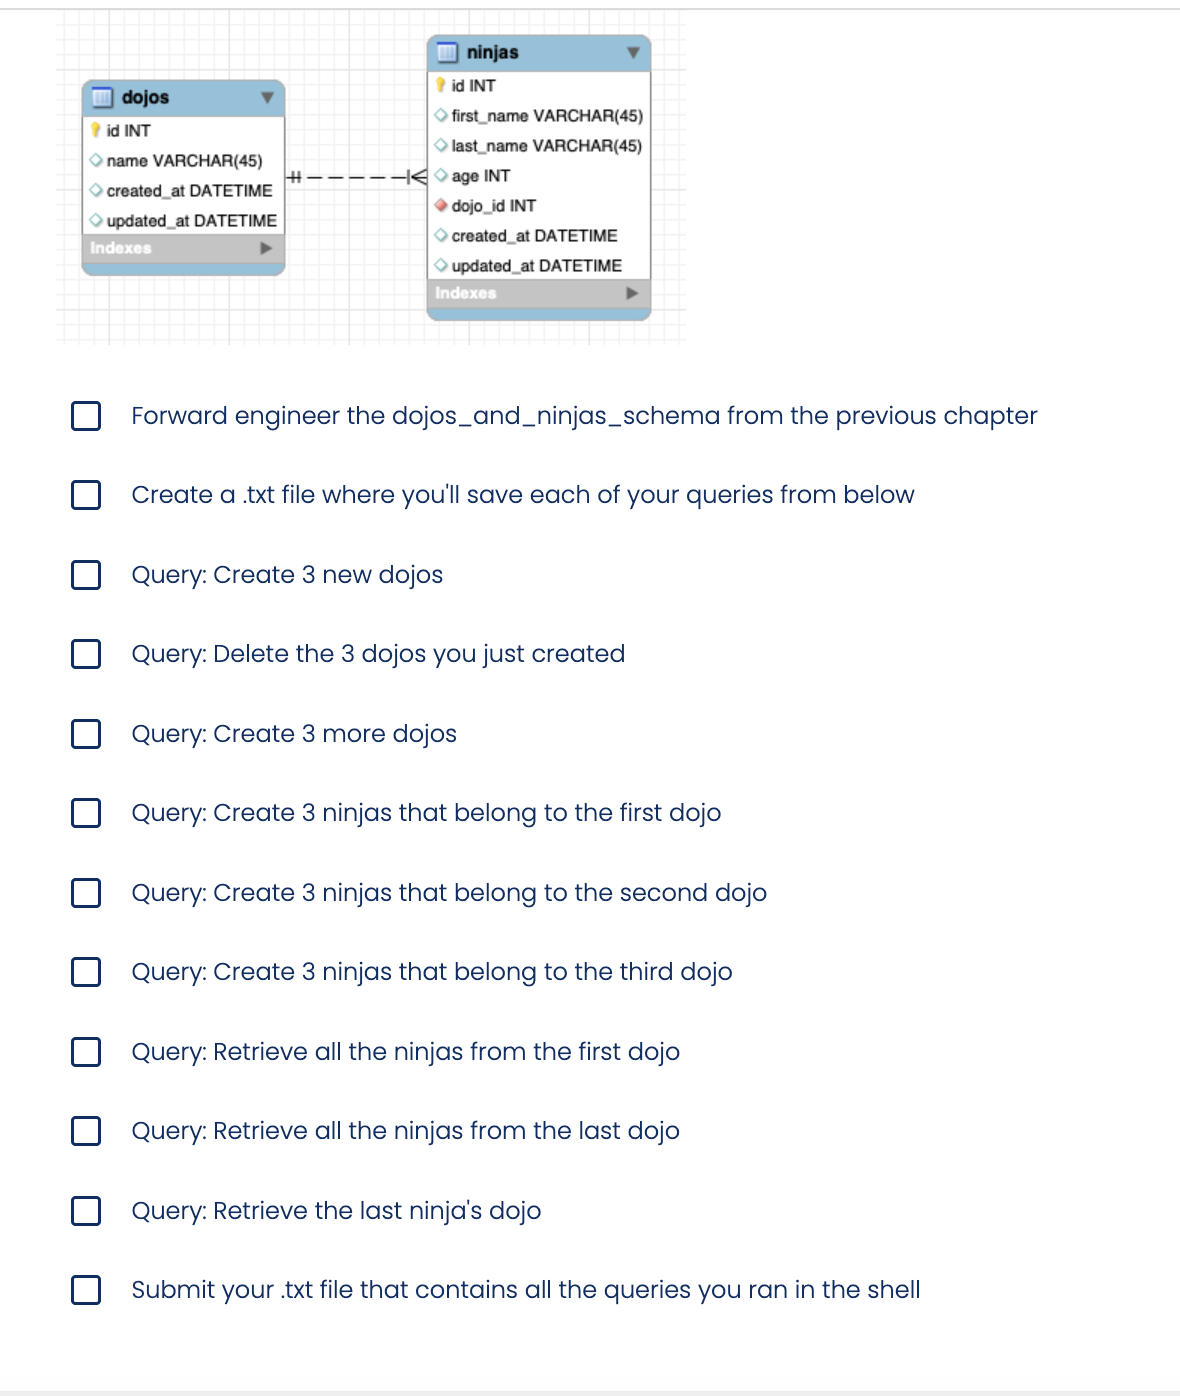 dojos
id INT
name VARCHAR(45)
created_at DATETIME
updated_at DATETIME
Indexes
ninjas
id INT
first_name VARCHAR(45)
last_name VARCHAR(45)
age INT
dojo_id INT
created_at DATETIME
updated_at DATETIME
Indexes
Forward engineer the dojos_and_ninjas_schema from the previous chapter
Create a .txt file where you'll save each of your queries from below
Query: Create 3 new dojos
Query: Delete the 3 dojos you just created
Query: Create 3 more dojos
Query: Create 3 ninjas that belong to the first dojo
Query: Create 3 ninjas that belong to the second dojo
Query: Create 3 ninjas that belong to the third dojo
Query: Retrieve all the ninjas from the first dojo
Query: Retrieve all the ninjas from the last dojo
Query: Retrieve the last ninja's dojo
Submit your .txt file that contains all the queries you ran in the shell